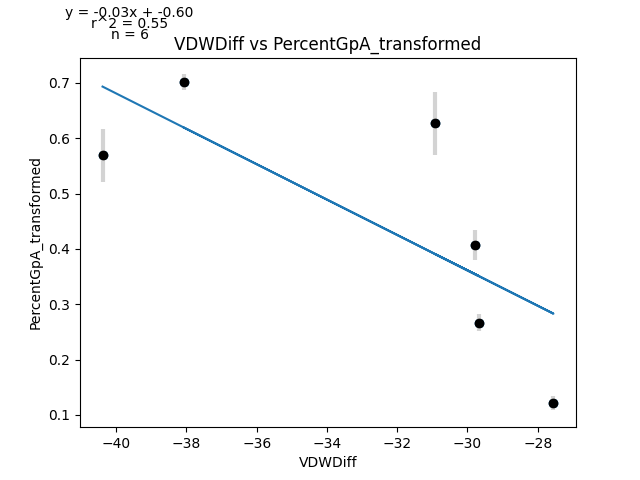 y = -0.03x + -0.60
r^2 = 0.55
n = 6
VDWDiff vs PercentGpA_transformed
0.7
0.6
0.5
0.4
0.3
0.2
0.1
PercentGpA_transformed
−40
−38
−36
−34
−32
−30
−28
VDWDiff